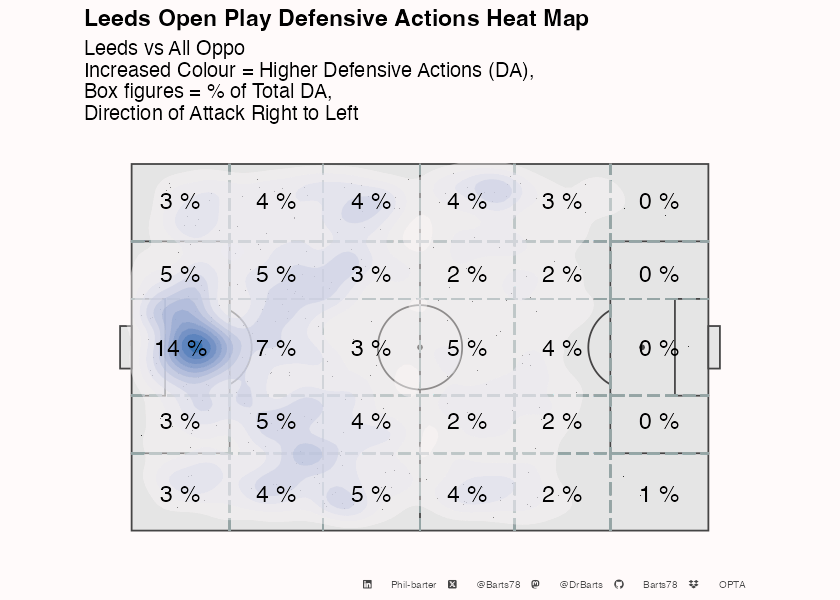 Leeds Open Play Defensive Actions Heat Map
Leeds vs All Oppo
Increased Colour = Higher Defensive Actions (DA),
Box figures = % of Total DA,
Direction of Attack Right to Left
3 % 4 % 4 % 4 % 3 % 0 %
5 % 5 % 3 % 2 % 2 % 0 %
14 % 7 % 3 % 5 % 4 % 0 %
3 % 5 % 4 % 2 % 2 % 0 %
3 % 4 % 5 % 4 % 2 % 1 %
Phil-barter @Barts78 @DrBarts Barts78 OPTA